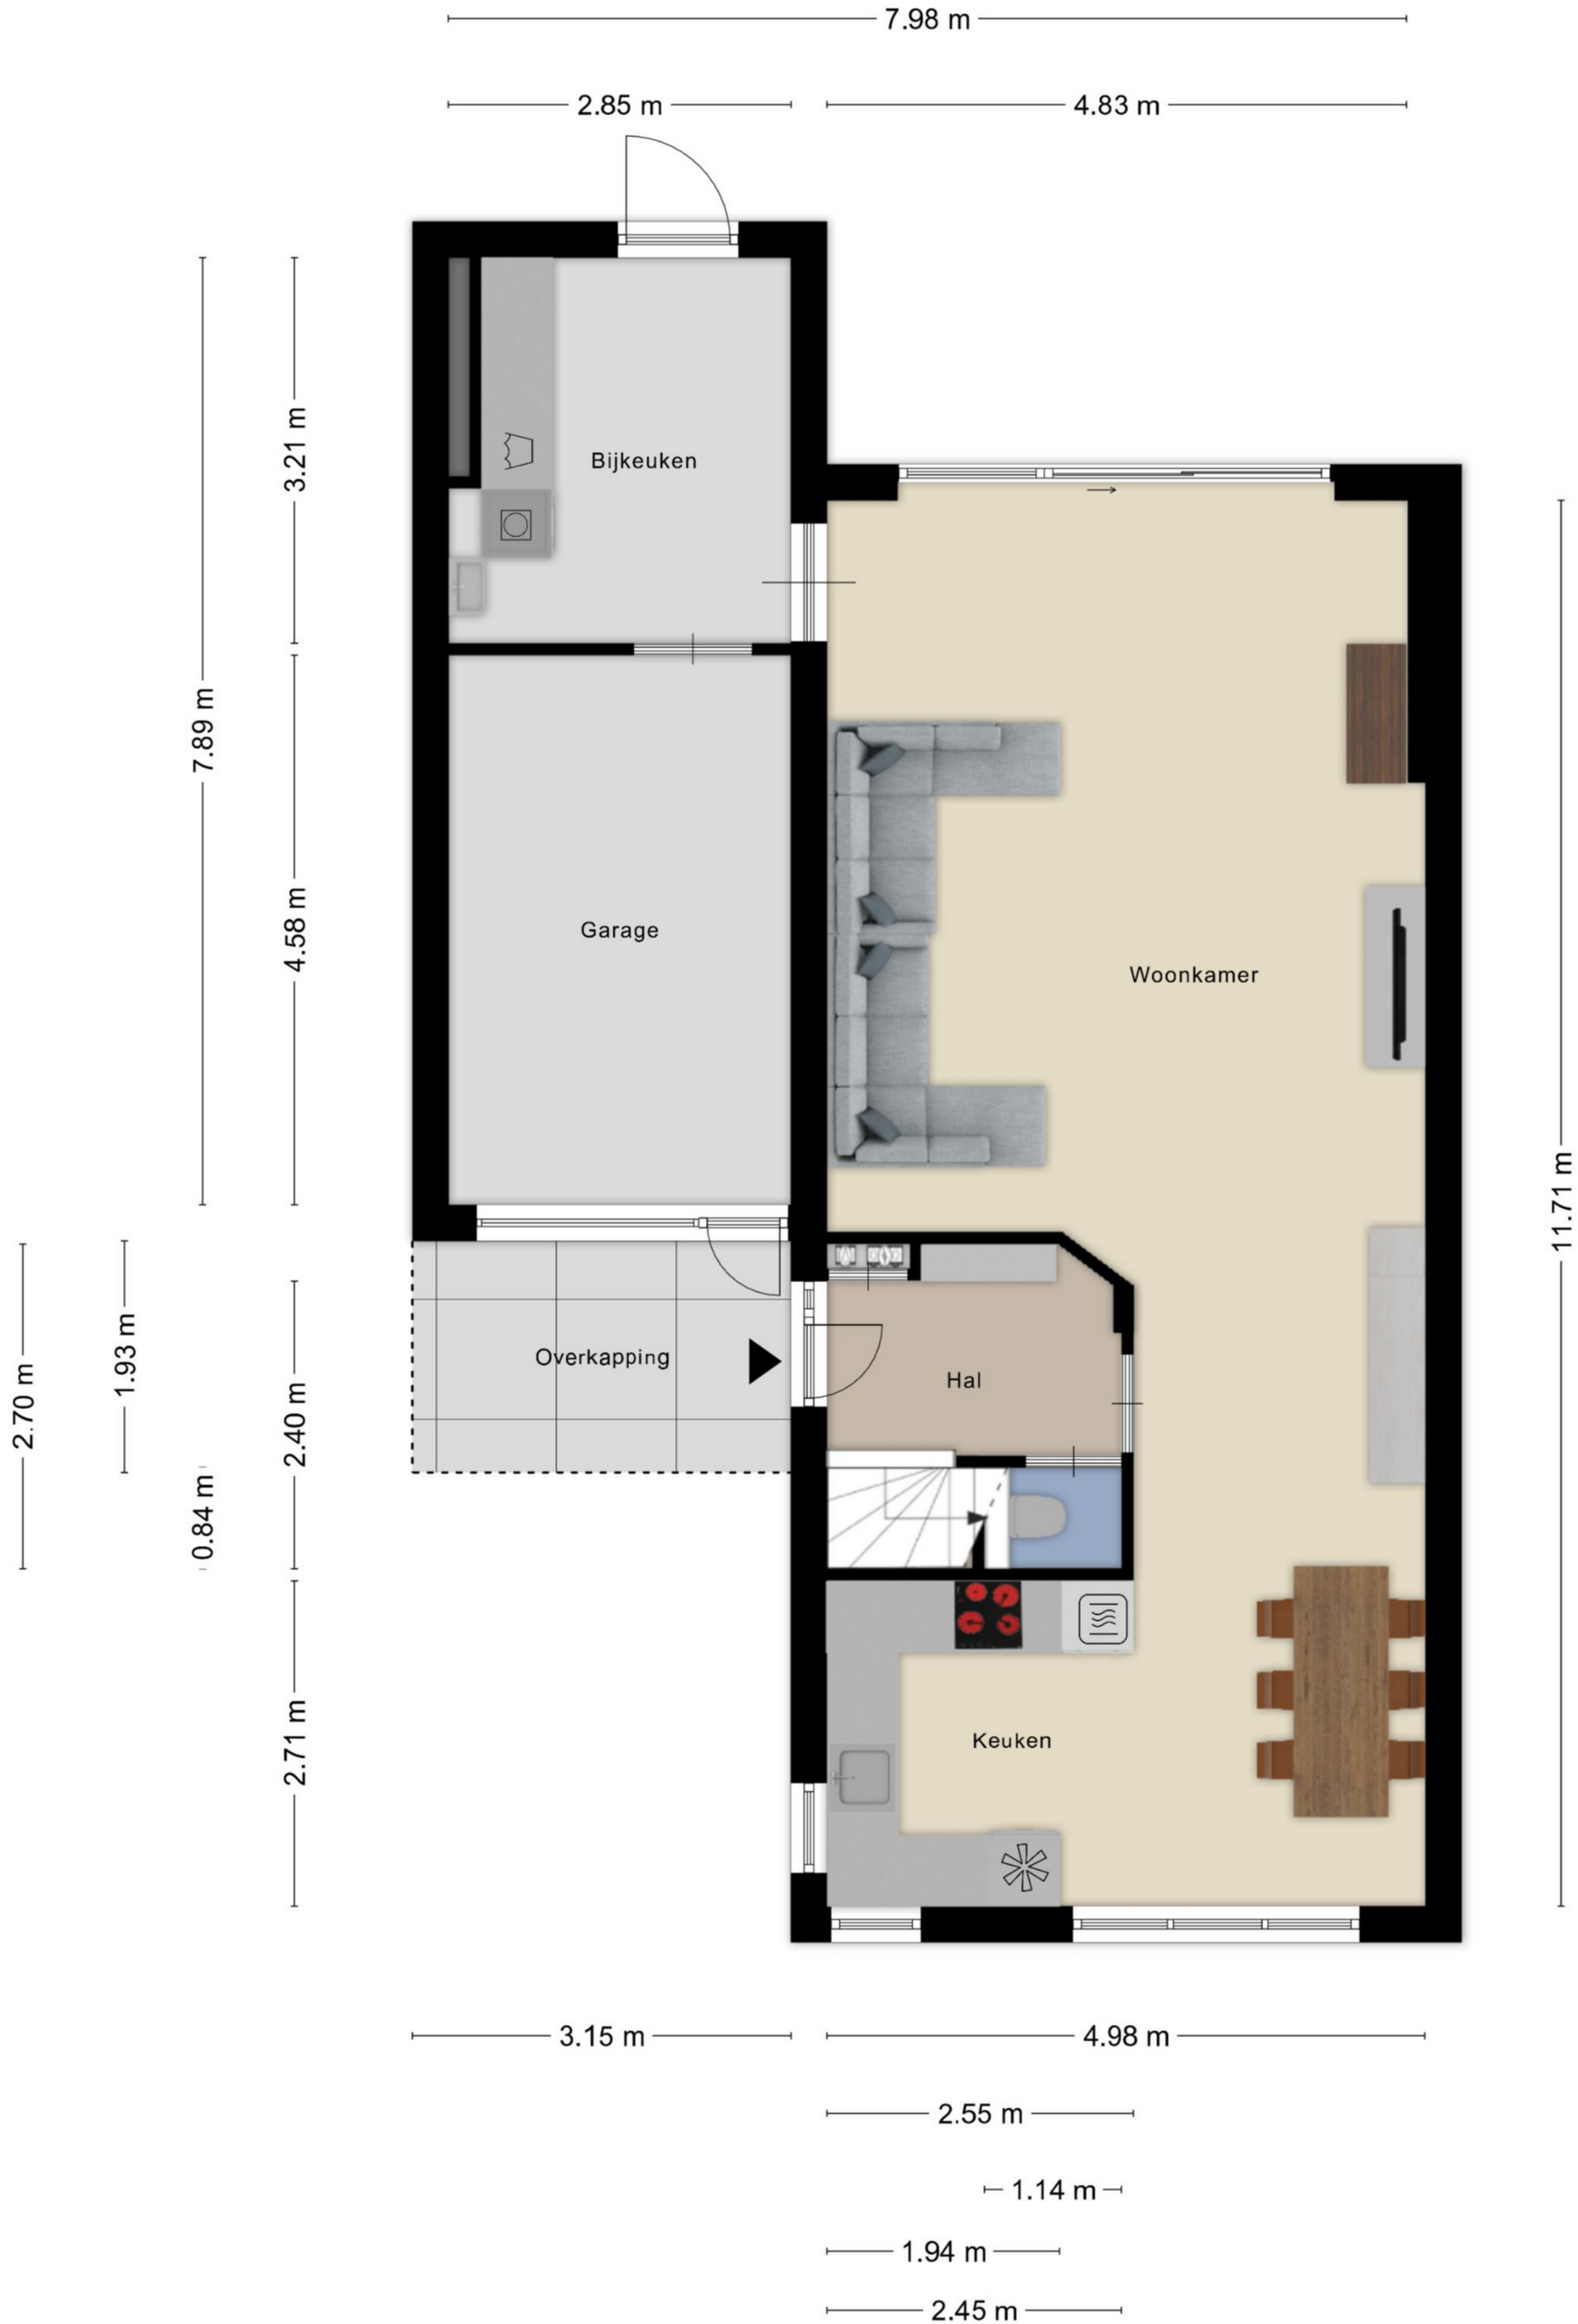 7.98 m
2.85 m
4.83 m
Bijkeuken
3.21 m
7.89 m
Garage
4.58 m
Woonkamer
11.71 m
Overkapping
Hal
1.93 m
2.70 m
2.40 m
0.84 m
Keuken
2.71 m
3.15 m
4.98 m
2.55 m
1.14 m
1.94 m
2.45 m